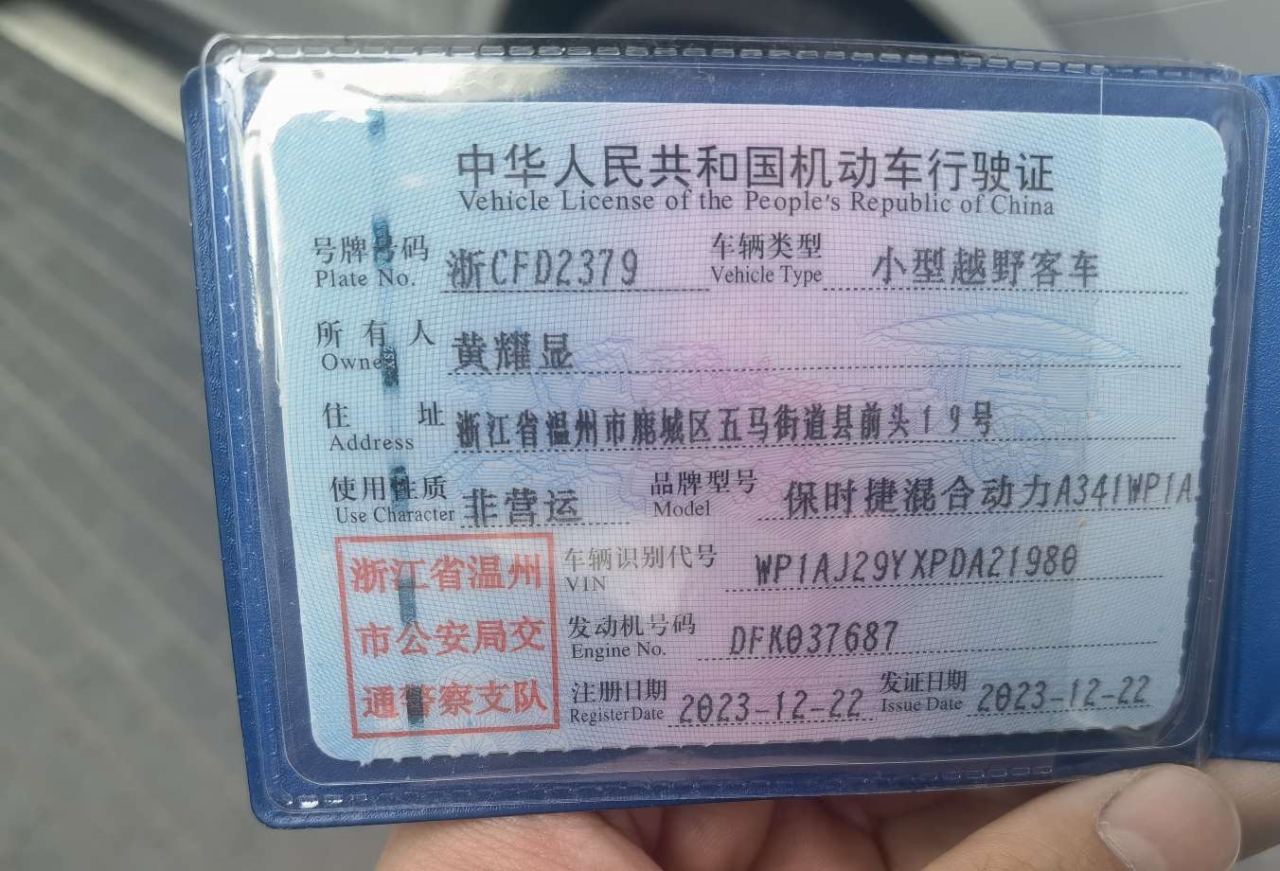 中华人民共和国机动车行驶证
Vehicle License of the People's Republic of China
号牌号码 浙CFD2379 车辆类型 小型越野客车
Plate No. Vehicle Type
所有人 黄耀显
Owner
住址 浙江省温州市鹿城区五马街道县前头19号
Address
使用性质 非营运 品牌型号 保时捷混合动力A34IWP1A
Use Character Model
浙江省温州
市公安局交
通警察支队
车辆识别代号 WP1AJ29YXPDA21980
VIN
发动机号码 DFK037687
Engine No.
注册日期 2023-12-22 发证日期 2023-12-22
Register Date Issue Date